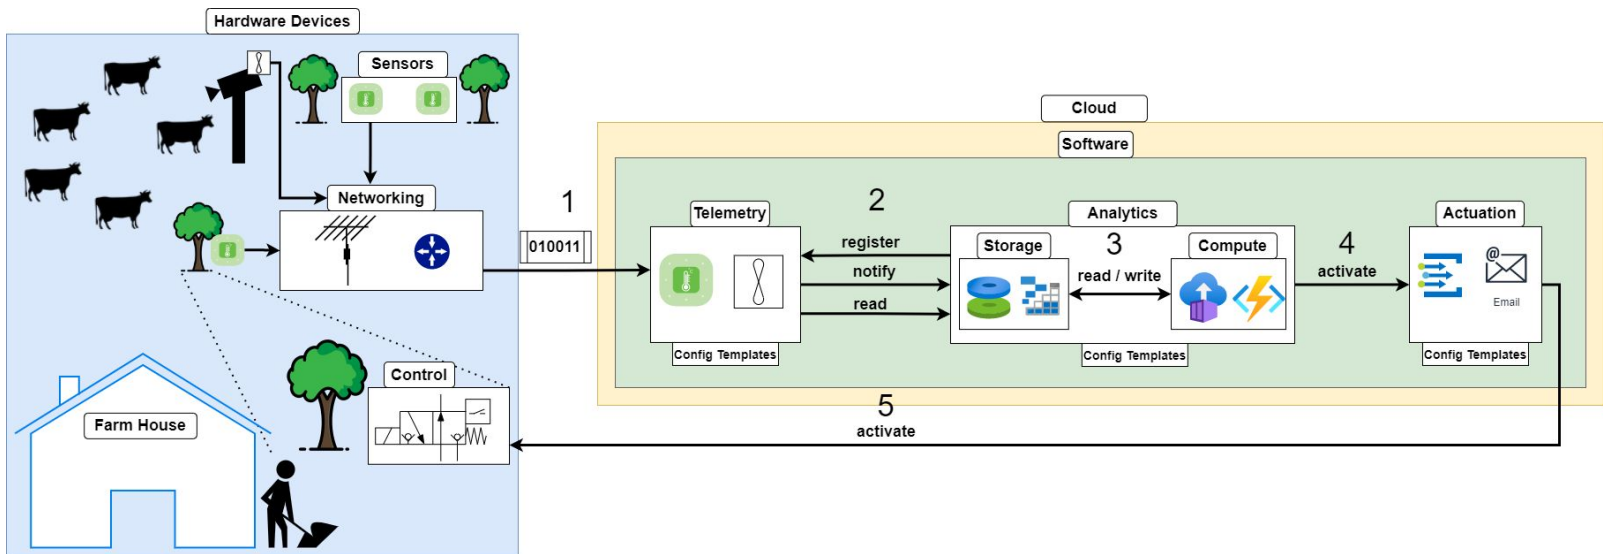 Hardware Devices
Sensors
Networking
Farm House
Control
1
010011
Cloud
Software
Telemetry
Config Templates
2
register
notify
read
Analytics
Storage
3
read / write
Compute
Config Templates
4
activate
Actuation
@
Email
Config Templates
5
activate